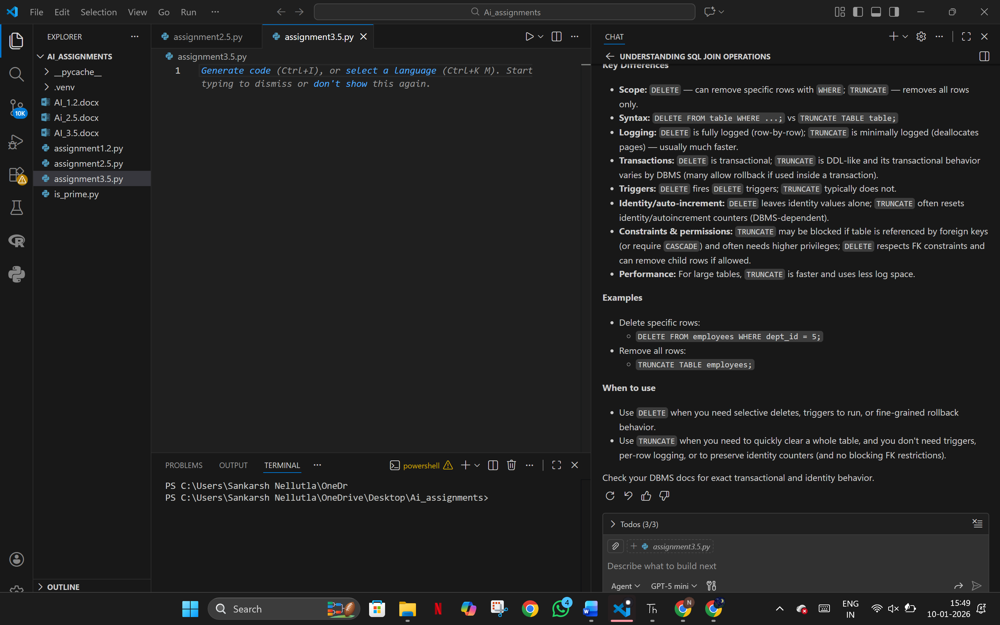 File Edit Selection View Go Run
Ai_assignments
EXPLORER
AI_ASSIGNMENTS
__pycache__
.venv
AI_1.2.docx
Ai_2.5.docx
AI_3.5.docx
assignment1.2.py
assignment2.5.py
assignment3.5.py
is_prime.py
OUTLINE
10K
assignment2.5.py
assignment3.5.py
assignment3.5.py
1
Generate code (Ctrl+I), or select a language (Ctrl+K M). Start
typing to dismiss or don't show this again.
PROBLEMS OUTPUT TERMINAL
powershell
PS C:\Users\Sankarsh Nellutla\OneDr
PS C:\Users\Sankarsh Nellutla\OneDrive\Desktop\Ai_assignments>
CHAT
UNDERSTANDING SQL JOIN OPERATIONS
Key Differences
• Scope: DELETE — can remove specific rows with WHERE; TRUNCATE — removes all rows
only.
• Syntax: DELETE FROM table WHERE ...; vs TRUNCATE TABLE table;
• Logging: DELETE is fully logged (row-by-row); TRUNCATE is minimally logged (deallocates
pages) — usually much faster.
• Transactions: DELETE is transactional; TRUNCATE is DDL-like and its transactional behavior
varies by DBMS (many allow rollback if used inside a transaction).
• Triggers: DELETE fires DELETE triggers; TRUNCATE typically does not.
• Identity/auto-increment: DELETE leaves identity values alone; TRUNCATE often resets
identity/autoincrement counters (DBMS-dependent).
• Constraints & permissions: TRUNCATE may be blocked if table is referenced by foreign keys
(or require CASCADE) and often needs higher privileges; DELETE respects FK constraints and
can remove child rows if allowed.
• Performance: For large tables, TRUNCATE is faster and uses less log space.
Examples
• Delete specific rows:
DELETE FROM employees WHERE dept_id = 5;
• Remove all rows:
TRUNCATE TABLE employees;
When to use
• Use DELETE when you need selective deletes, triggers to run, or fine-grained rollback
behavior.
• Use TRUNCATE when you need to quickly clear a whole table, and you don't need triggers,
per-row logging, or to preserve identity counters (and no blocking FK restrictions).
Check your DBMS docs for exact transactional and identity behavior.
Todos (3/3)
assignment3.5.py
Describe what to build next
Agent GPT-5 mini
Search
4
Th
N
ENG
IN
15:49
10-01-2026